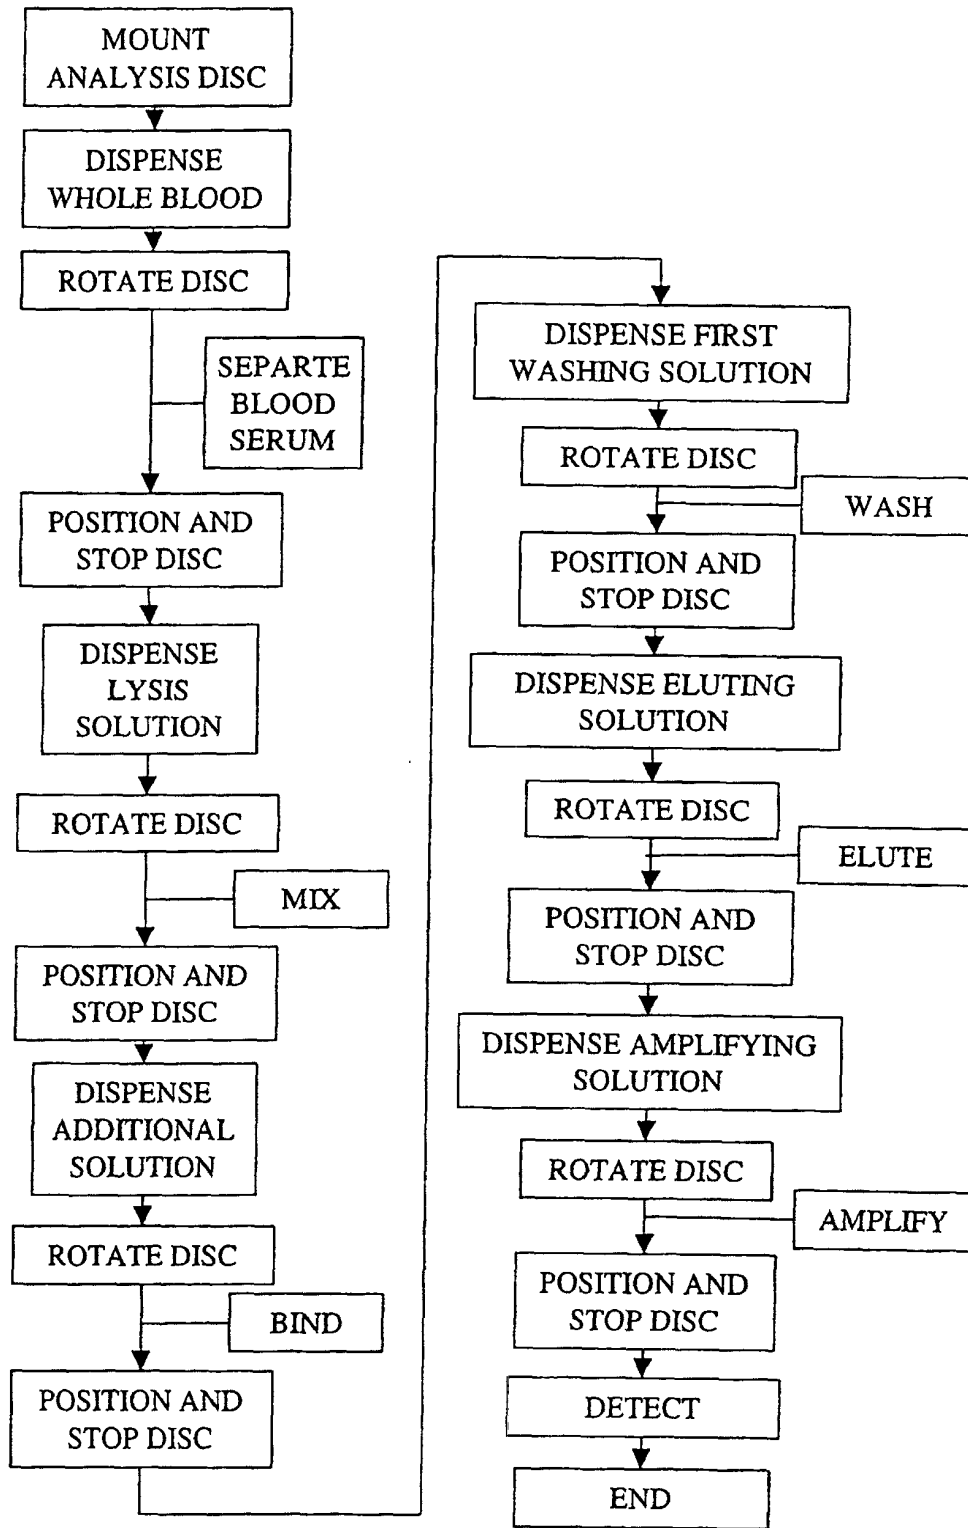 MOUNT
ANALYSIS DISC
DISPENSE
WHOLE BLOOD
ROTATE DISC
SEPARTE
BLOOD
SERUM
POSITION AND
STOP DISC
DISPENSE
LYSIS
SOLUTION
ROTATE DISC
MIX
POSITION AND
STOP DISC
DISPENSE
ADDITIONAL
SOLUTION
ROTATE DISC
BIND
POSITION AND
STOP DISC
DISPENSE FIRST
WASHING SOLUTION
ROTATE DISC
WASH
POSITION AND
STOP DISC
DISPENSE ELUTING
SOLUTION
ROTATE DISC
ELUTE
POSITION AND
STOP DISC
DISPENSE AMPLIFYING
SOLUTION
ROTATE DISC
AMPLIFY
POSITION AND
STOP DISC
DETECT
END